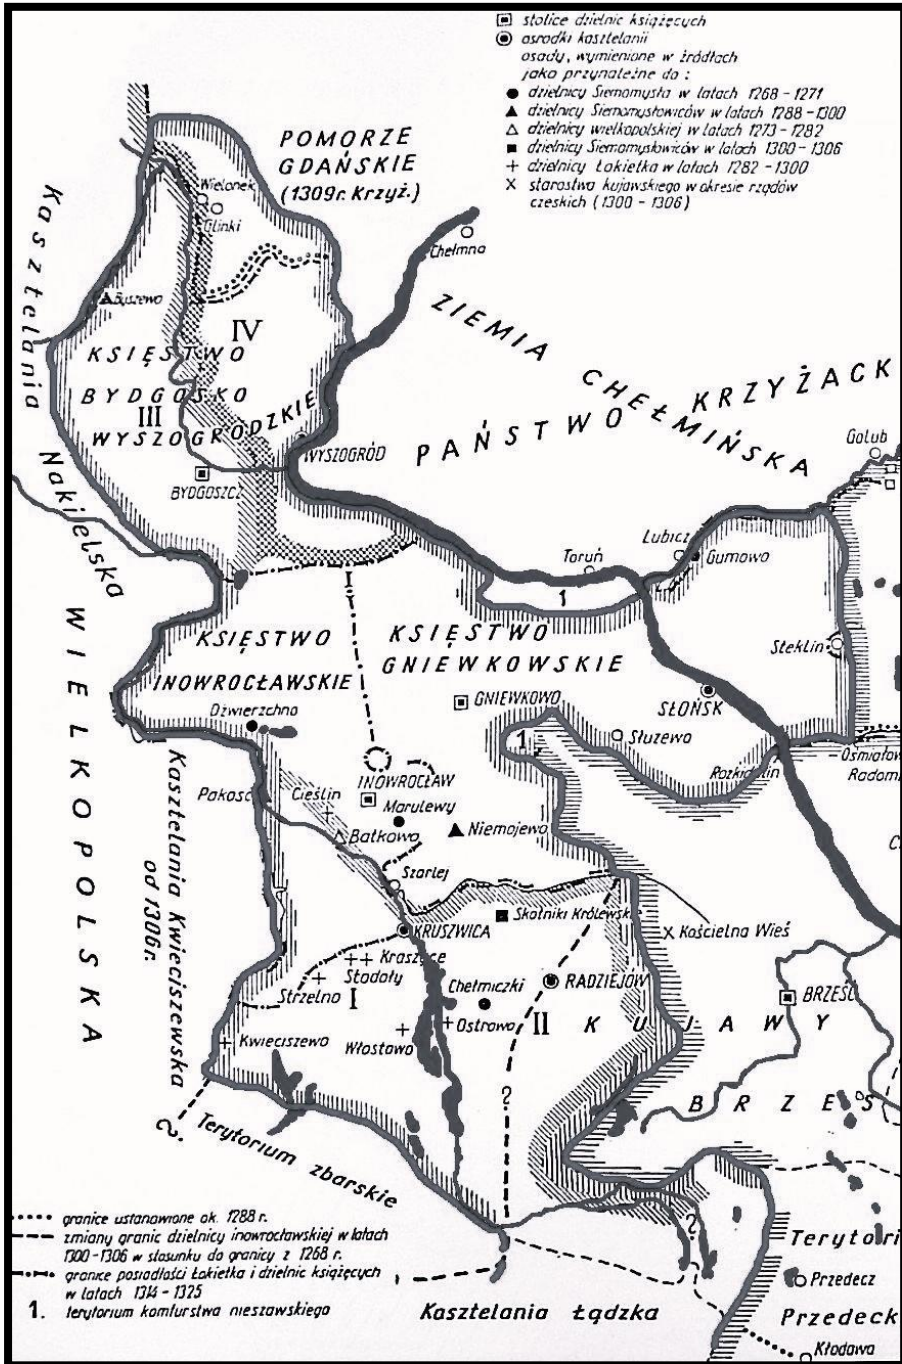 stolice dzielnic książęcych
ośrodki kasztelanii
osady, wymienione w źródłach
jako przynależne do :
dzielnicy Siemomysła w latach 1268 - 1271
dzielnicy Siemomysłowiców w latach 1288 - 1300
dzielnicy wielkopolskiej w latach 1273 - 1282
dzielnicy Siemomysłowiców w latach 1300 - 1306
dzielnicy Łokietka w latach 1282 - 1300
starostwa kujawskiego w okresie rządów
czeskich (1300 - 1306)
POMORZE
GDAŃSKIE
(1309r. Krzyż.)
Kasztelania
Nakielska
Wielonek
Glinki
Chełmno
Byszewo
IV
KSIĘSTWO
BYDGOSKO
III
WYSZOGRODZKIE
WYSZOGRÓD
BYDGOSZCZ
ZIEMIA CHEŁMIŃSKA
PAŃSTWO KRZYŻACK
Golub
Lubicz
Toruń
Gumowo
1
I
KSIĘSTWO
INOWROCŁAWSKIE
KSIĘSTWO
GNIEWKOWSKIE
Steklin
WIELKOPOLSKA
Dźwierzchno
GNIEWKOWO
SŁOŃSK
1
Służewo
Ośmiałow
Radom
INOWROCŁAW
Pakość
Cieślin
Marulewy
Batkowo
Niemojewo
Kasztelania Kwieciszewska
od 1306r.
Szarlej
Skotniki Królewskie
KRUSZWICA
Kościelna Wieś
Kraszyce
Stodoły
Strzelno
I
Chełmiczki
RADZIEJÓW
BRZEŚĆ
Ostrowo
II
KUJAWY
Kwieciszewo
Włostowo
BRZES
?
?
Terytorium zbarskie
?
granice ustanowione ok. 1288 r.
zmiany granic dzielnicy inowrocławskiej w latach
1300 - 1306 w stosunku do granicy z 1268 r.
granice posiadłości Łokietka i dzielnic książęcych
w latach 1314 - 1325
1. terytorium komturstwa nieszawskiego
Kasztelania Łądzka
Terytori
Przedecz
Przedeck
Kłodawa